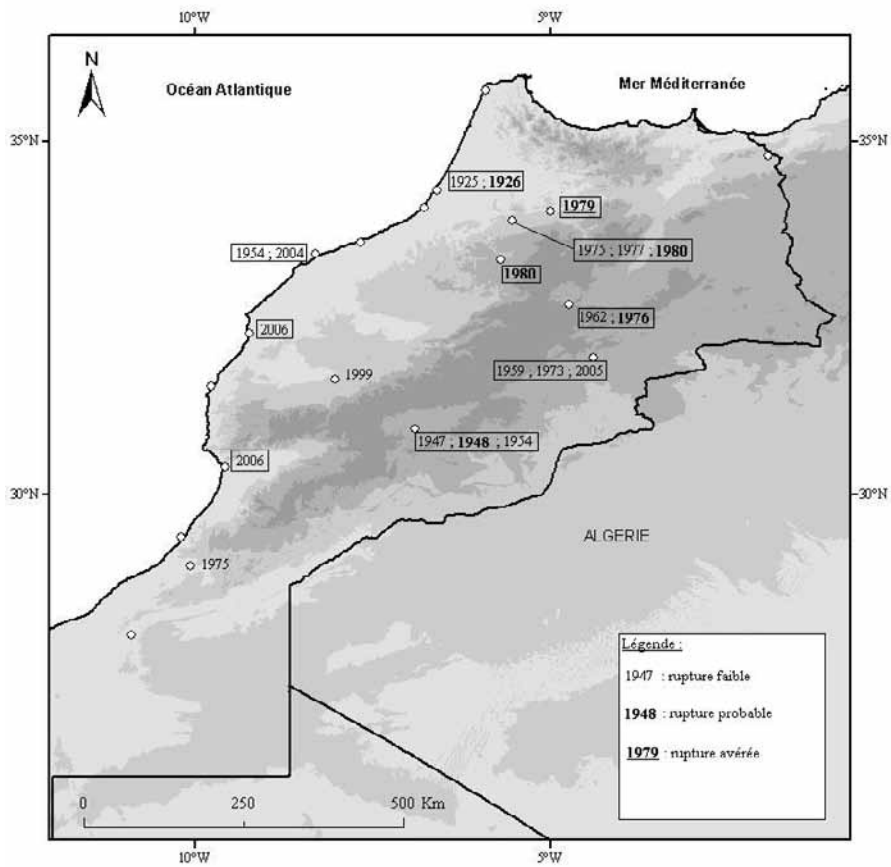 10°W 5°W
N
Océan Atlantique
Mer Méditerranée
35°N 35°N
1925 ; 1926
1979
1954 ; 2004
1975 ; 1977 ; 1980
1980
1962 ; 1976
2006
1959 ; 1973 ; 2005
1999
1947 ; 1948 ; 1954
2006
30°N 30°N
ALGERIE
1975
Légende :
1947 : rupture faible
1948 : rupture probable
1979 : rupture avérée
0 250 500 Km
10°W 5°W